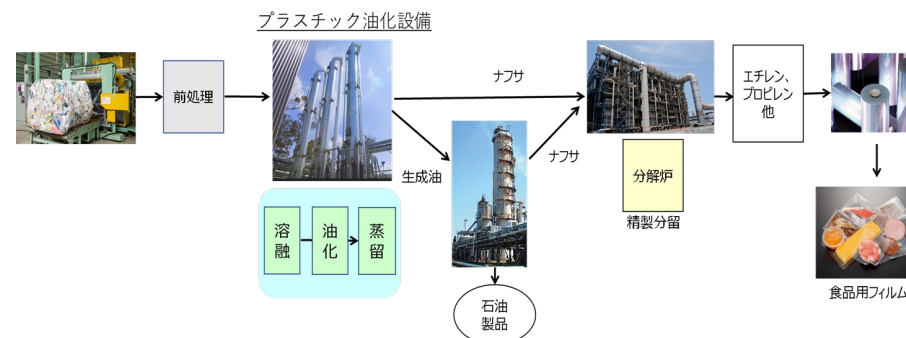 プラスチック油化設備
前処理
ナフサ
エチレン、
プロピレン
他
生成油
ナフサ
分解炉
精製分留
溶融
油化
蒸留
石油
製品
食品用フィルム